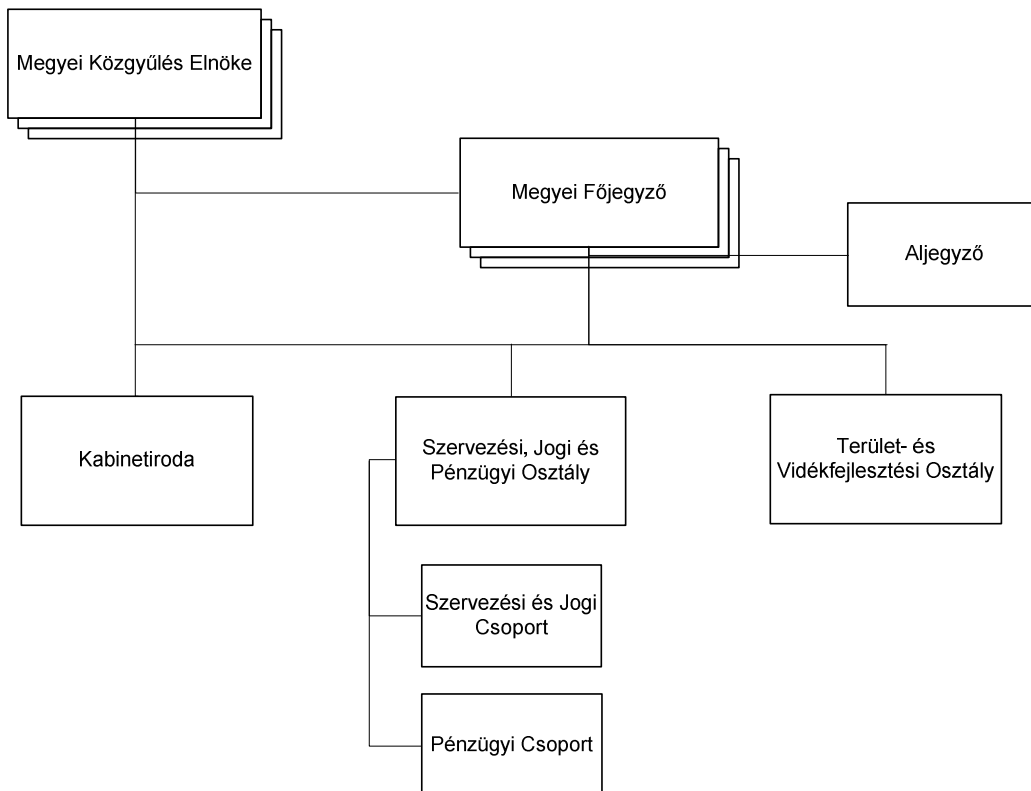 Megyei Közgyűlés Elnöke
Megyei Főjegyző
Aljegyző
Kabinetiroda
Szervezési, Jogi és
Pénzügyi Osztály
Terület- és
Vidékfejlesztési Osztály
Szervezési és Jogi
Csoport
Pénzügyi Csoport